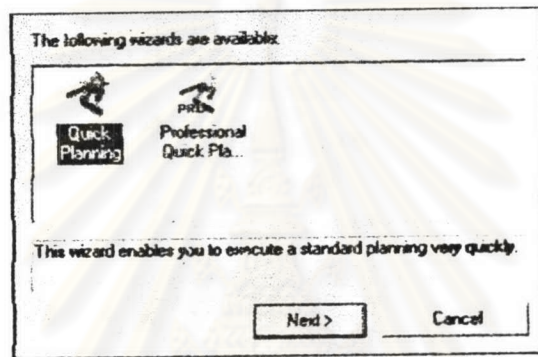 The following wizards are available:
PRO
Quick Planning
Professional Quick Pla...
This wizard enables you to execute a standard planning very quickly.
Next >
Cancel